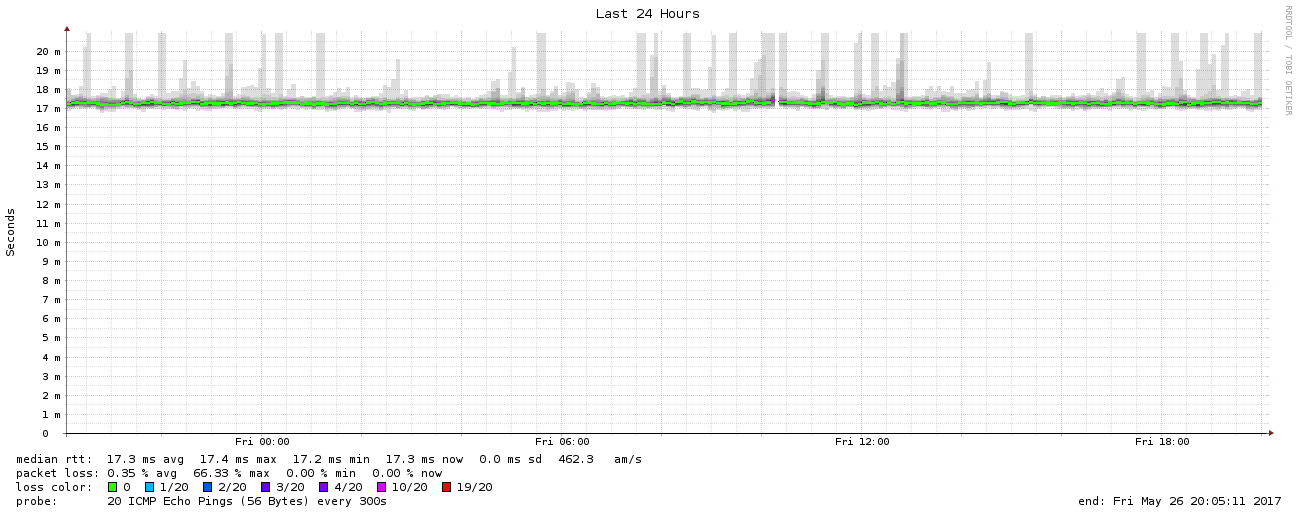 Last 24 Hours
RRDTOOL / TOBI OETIKER
Seconds
20 m
19 m
18 m
17 m
16 m
15 m
14 m
13 m
12 m
11 m
10 m
9 m
8 m
7 m
6 m
5 m
4 m
3 m
2 m
1 m
0
Fri 00:00 Fri 06:00 Fri 12:00 Fri 18:00
median rtt: 17.3 ms avg 17.4 ms max 17.2 ms min 17.3 ms now 0.0 ms sd 462.3 am/s
packet loss: 0.35 % avg 66.33 % max 0.00 % min 0.00 % now
loss color: 0 1/20 2/20 3/20 4/20 10/20 19/20
probe: 20 ICMP Echo Pings (56 Bytes) every 300s end: Fri May 26 20:05:11 2017